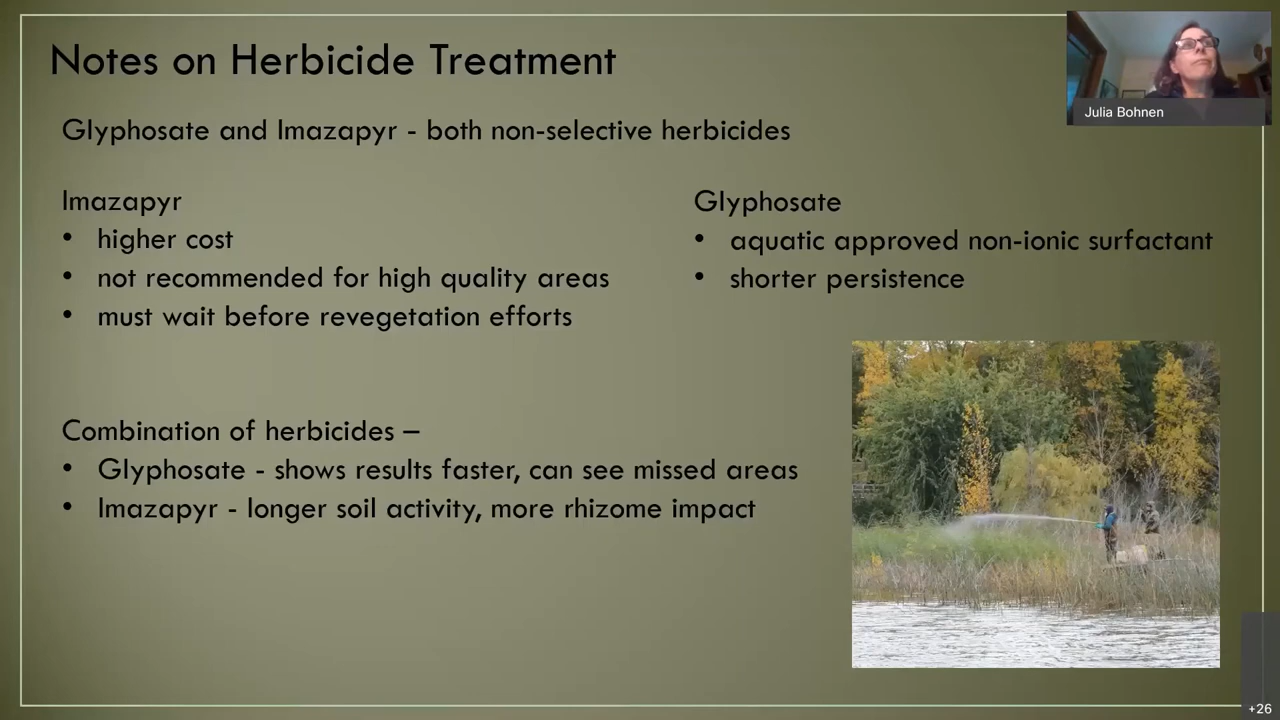 Notes on Herbicide Treatment
Julia Bohnen
Glyphosate and Imazapyr - both non-selective herbicides
Imazapyr
• higher cost
• not recommended for high quality areas
• must wait before revegetation efforts
Glyphosate
• aquatic approved non-ionic surfactant
• shorter persistence
Combination of herbicides –
• Glyphosate - shows results faster, can see missed areas
• Imazapyr - longer soil activity, more rhizome impact
+26